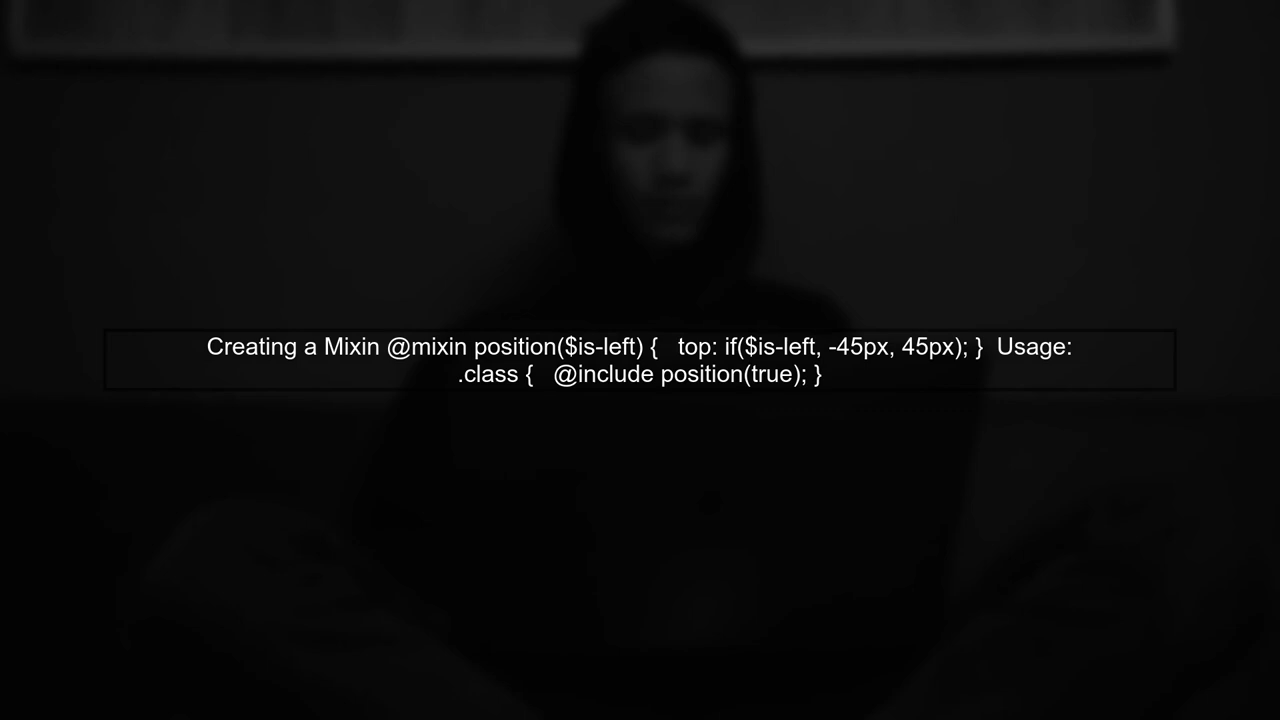 Creating a Mixin @mixin position($is-left) {   top: if($is-left, -45px, 45px); }  Usage:
.class {   @include position(true); }